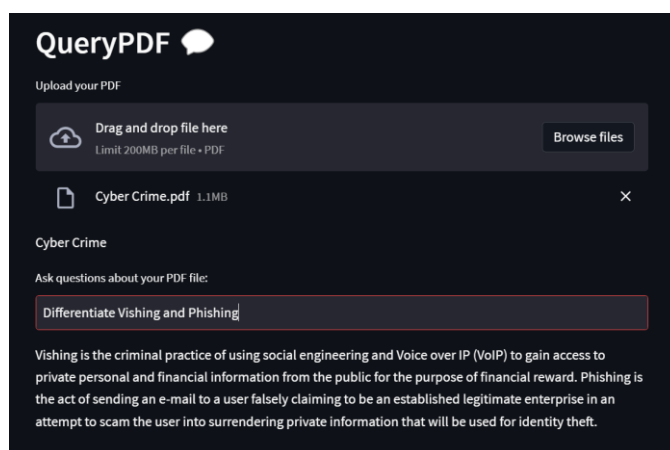 QueryPDF 💬
Upload your PDF
Drag and drop file here
Limit 200MB per file • PDF
Browse files
Cyber Crime.pdf 1.1MB
Cyber Crime
Ask questions about your PDF file:
Differentiate Vishing and Phishing
Vishing is the criminal practice of using social engineering and Voice over IP (VoIP) to gain access to
private personal and financial information from the public for the purpose of financial reward. Phishing is
the act of sending an e-mail to a user falsely claiming to be an established legitimate enterprise in an
attempt to scam the user into surrendering private information that will be used for identity theft.